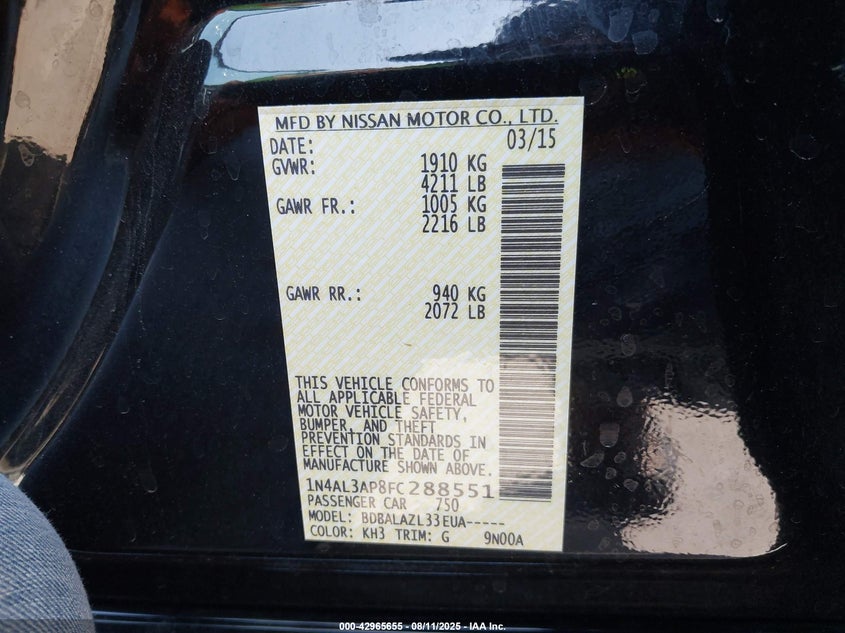 MFD BY NISSAN MOTOR CO., LTD.
DATE: 03/15
GVWR: 1910 KG
4211 LB
GAWR FR.: 1005 KG
2216 LB
GAWR RR.: 940 KG
2072 LB
THIS VEHICLE CONFORMS TO
ALL APPLICABLE FEDERAL
MOTOR VEHICLE SAFETY,
BUMPER, AND THEFT
PREVENTION STANDARDS IN
EFFECT ON THE DATE OF
MANUFACTURE SHOWN ABOVE.
1N4AL3AP8FC288551
PASSENGER CAR 750
MODEL: BDBALAZL33EUA-----
COLOR: KH3 TRIM: G 9N00A
000-42965655 - 08/11/2025 - IAA Inc.